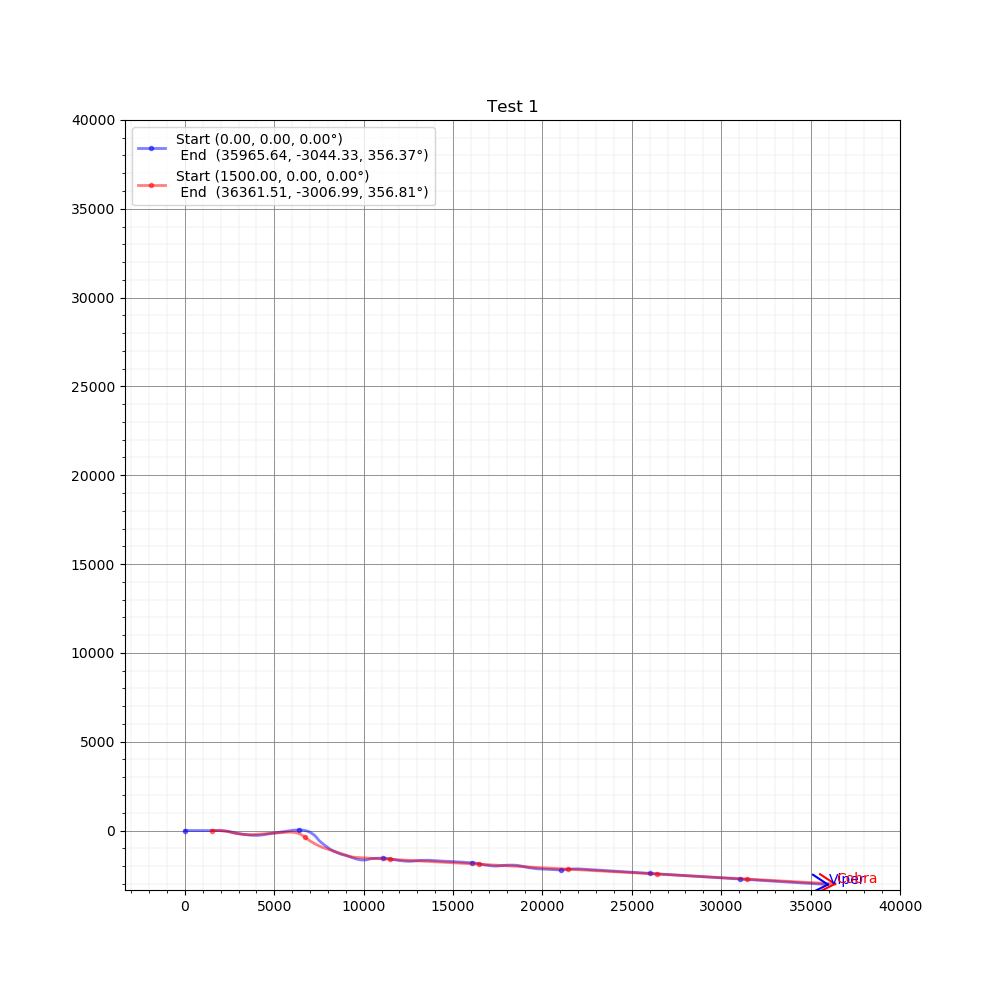 Test 1
Start (0.00, 0.00, 0.00°)
End (35965.64, -3044.33, 356.37°)
Start (1500.00, 0.00, 0.00°)
End (36361.51, -3006.99, 356.81°)
40000
35000
30000
25000
20000
15000
10000
5000
0
Viper
Cobra
0 5000 10000 15000 20000 25000 30000 35000 40000